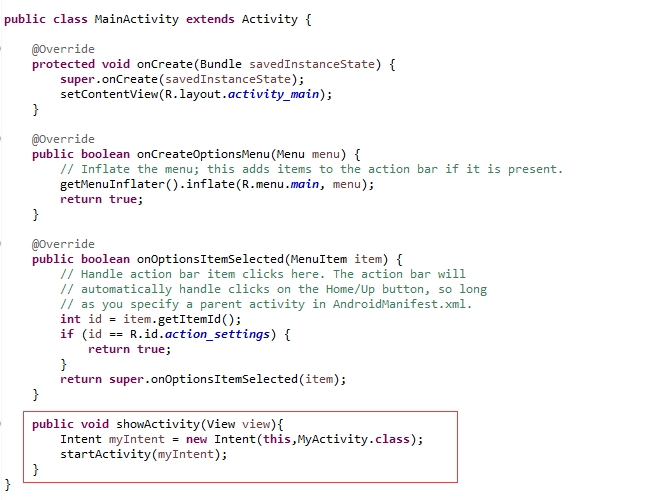 public class MainActivity extends Activity {
@Override
protected void onCreate(Bundle savedInstanceState) {
super.onCreate(savedInstanceState);
setContentView(R.layout.activity_main);
}
@Override
public boolean onCreateOptionsMenu(Menu menu) {
// Inflate the menu; this adds items to the action bar if it is present.
getMenuInflater().inflate(R.menu.main, menu);
return true;
}
@Override
public boolean onOptionsItemSelected(MenuItem item) {
// Handle action bar item clicks here. The action bar will
// automatically handle clicks on the Home/Up button, so long
// as you specify a parent activity in AndroidManifest.xml.
int id = item.getItemId();
if (id == R.id.action_settings) {
return true;
}
return super.onOptionsItemSelected(item);
}
public void showActivity(View view){
Intent myIntent = new Intent(this,MyActivity.class);
startActivity(myIntent);
}
}